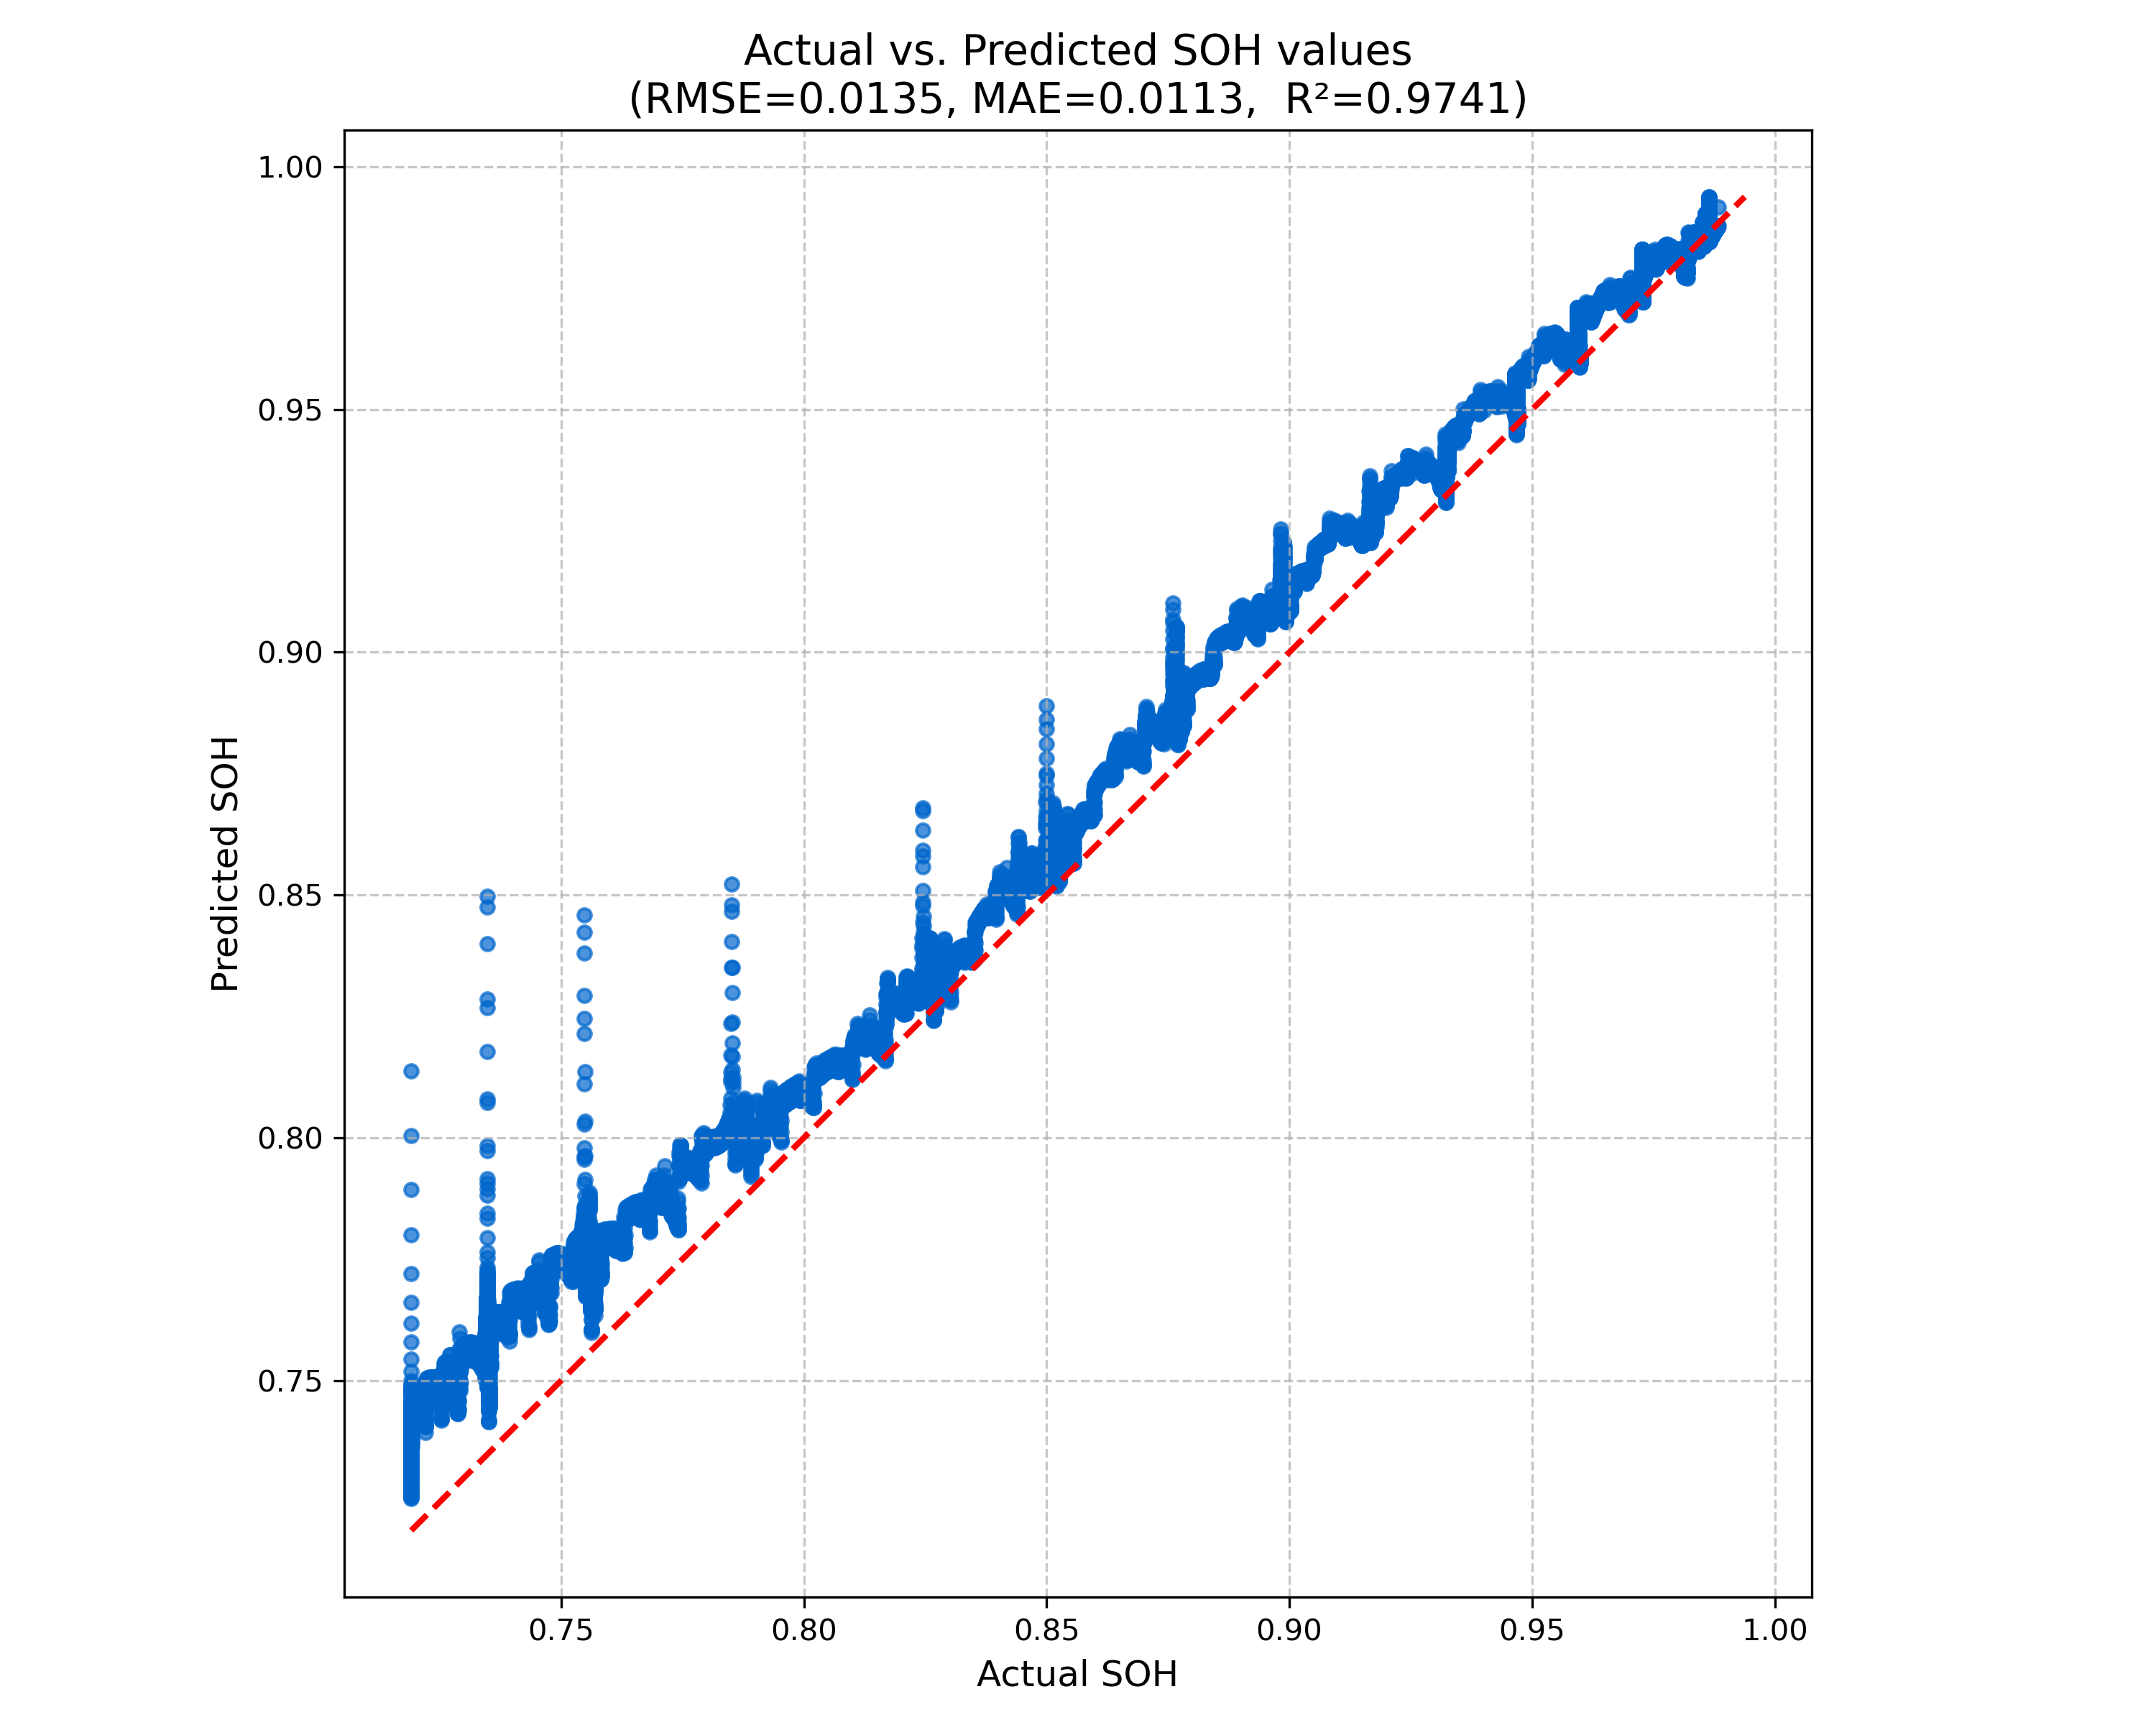 Actual vs. Predicted SOH values
(RMSE=0.0135, MAE=0.0113, R²=0.9741)
Predicted SOH
1.00
0.95
0.90
0.85
0.80
0.75
0.75 0.80 0.85 0.90 0.95 1.00
Actual SOH